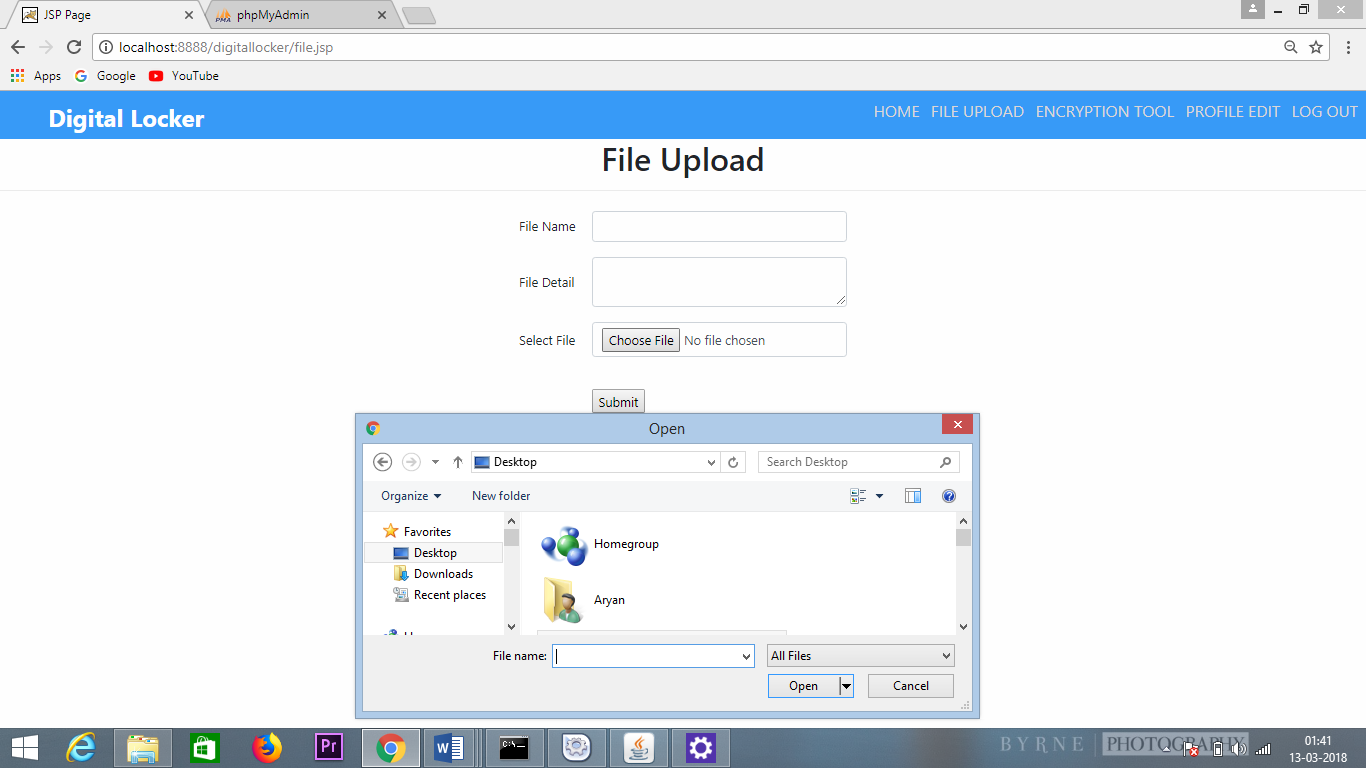 JSP Page
phpMyAdmin
localhost:8888/digitallocker/file.jsp
Apps Google YouTube
Digital Locker
HOME FILE UPLOAD ENCRYPTION TOOL PROFILE EDIT LOG OUT
File Upload
File Name
File Detail
Select File
Choose File No file chosen
Submit
Open
Desktop
Search Desktop
Organize
New folder
Favorites
Desktop
Downloads
Recent places
Homegroup
Aryan
File name:
All Files
Open
Cancel
Pr
BYRNE PHOTOGRAPHY
01:41
13-03-2018